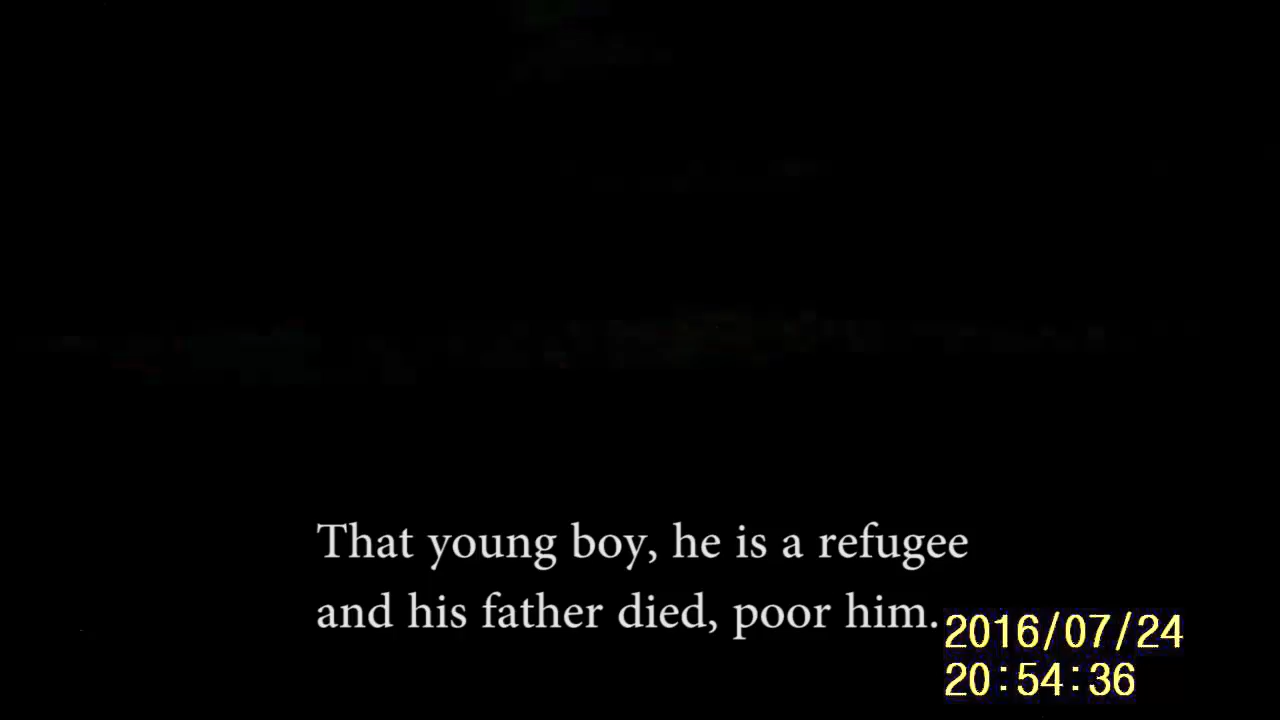 That young boy, he is a refugee
and his father died, poor him.
2016/07/24
20:54:36